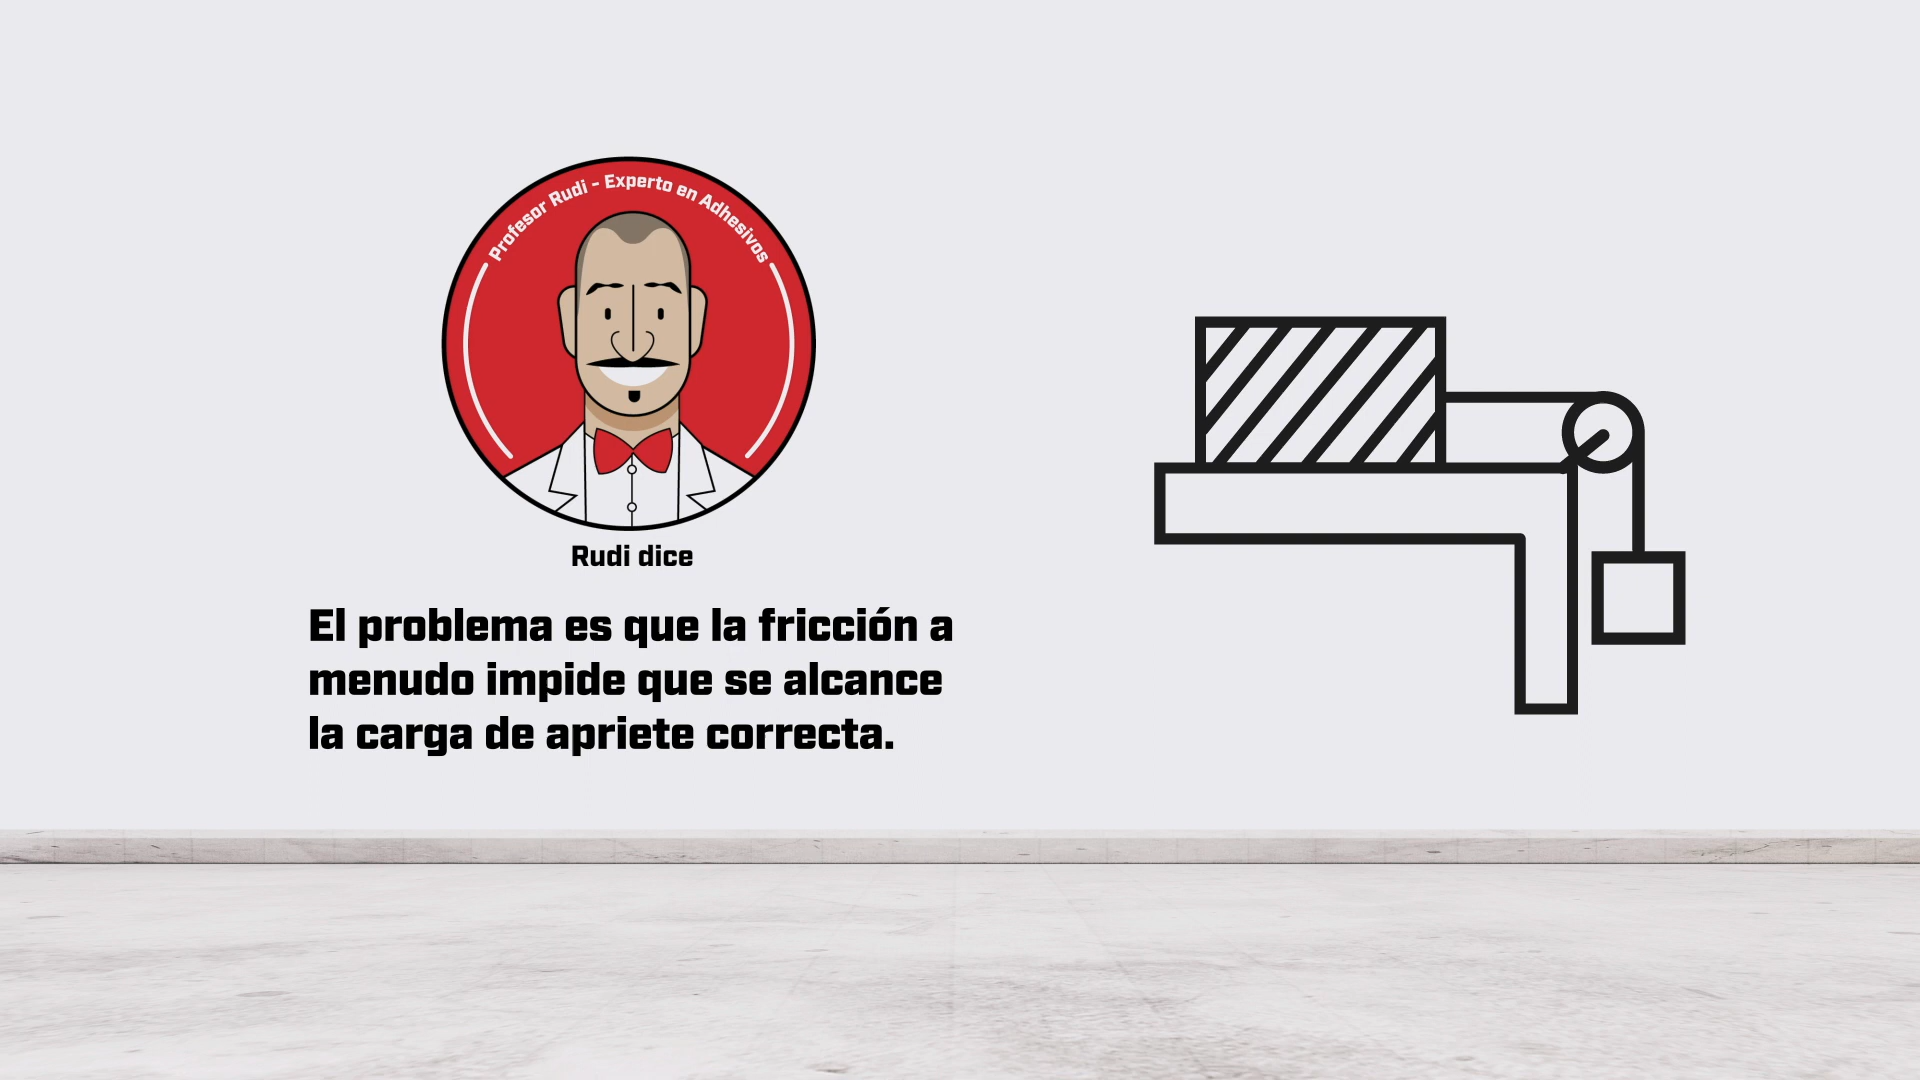 Profesor Rudi - Experto en Adhesivos
Rudi dice
El problema es que la fricción a
menudo impide que se alcance
la carga de apriete correcta.